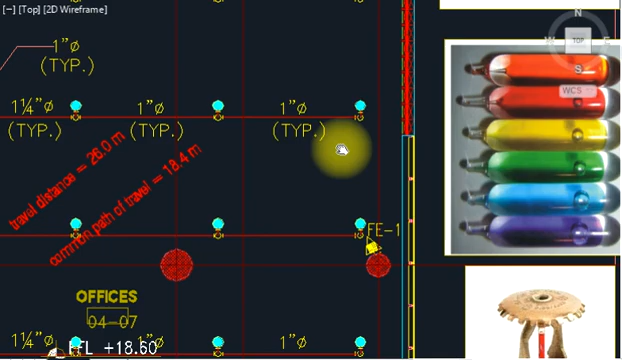 [−] [Top] [2D Wireframe]
N
W
TOP
E
S
WCS
1"ø
(TYP.)
1¼"ø
1"ø
1"ø
(TYP.)
(TYP.)
(TYP.)
travel distance = 26.0 m
common path of travel = 18.4 m
FE-1
OFFICES
04-07
1¼"ø
1"ø
1"ø
FFL +18.60